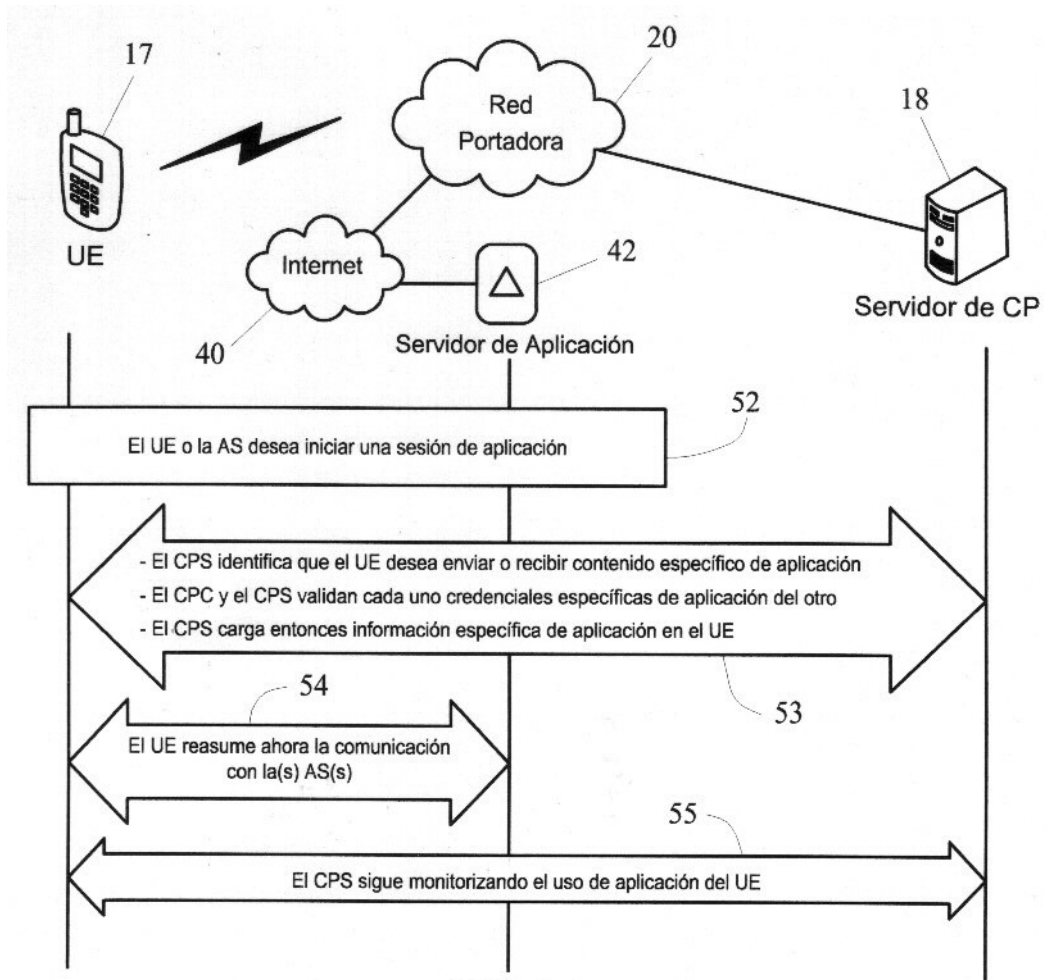 17
20
Red
Portadora
18
UE
Internet
42
40
Servidor de Aplicación
Servidor de CP
52
El UE o la AS desea iniciar una sesión de aplicación
- El CPS identifica que el UE desea enviar o recibir contenido específico de aplicación
- El CPC y el CPS validan cada uno credenciales específicas de aplicación del otro
- El CPS carga entonces información específica de aplicación en el UE
54
53
El UE reasume ahora la comunicación
con la(s) AS(s)
55
El CPS sigue monitorizando el uso de aplicación del UE